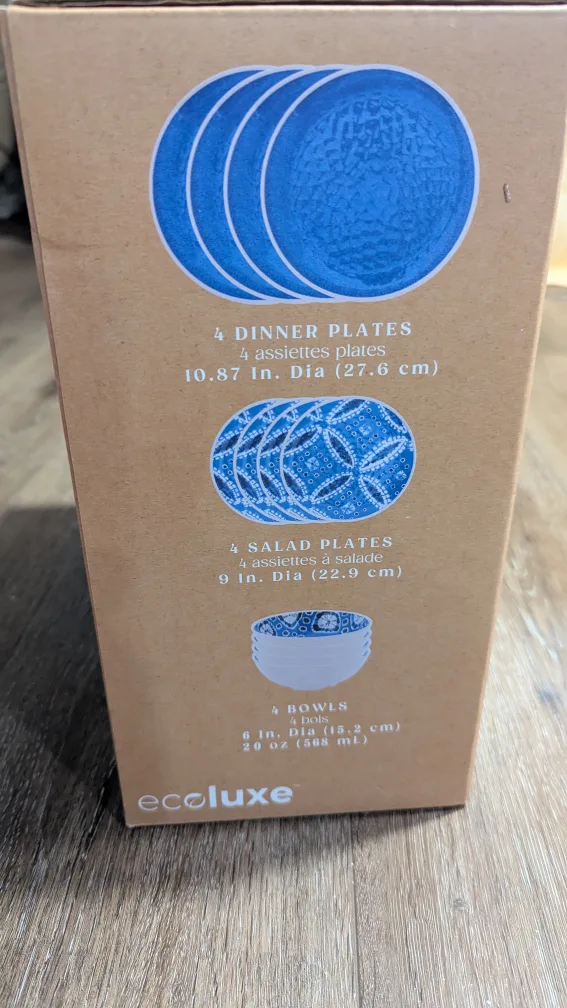 4 DINNER PLATES
4 assiettes plates
10.87 In. Dia (27.6 cm)
4 SALAD PLATES
4 assiettes à salade
9 In. Dia (22.9 cm)
4 BOWLS
4 bols
6 In. Dia (15.2 cm)
20 oz (568 mL)
ecoluxe